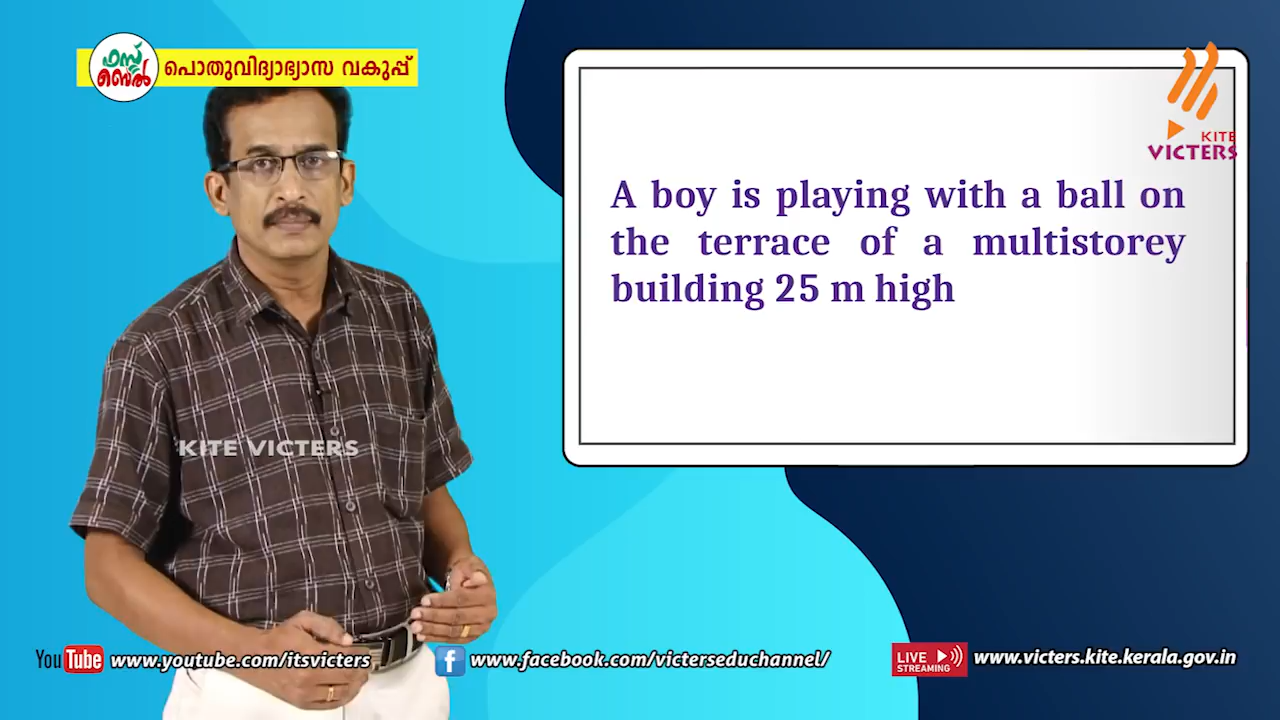 ഫസ്റ്റ്
ബെൽ
പൊതുവിദ്യാഭ്യാസ വകുപ്പ്
KITE
VICTERS
A boy is playing with a ball on
the terrace of a multistorey
building 25 m high
KITE VICTERS
YouTube www.youtube.com/itsvicters
f www.facebook.com/victerseduchannel/
LIVE
STREAMING
www.victers.kite.kerala.gov.in